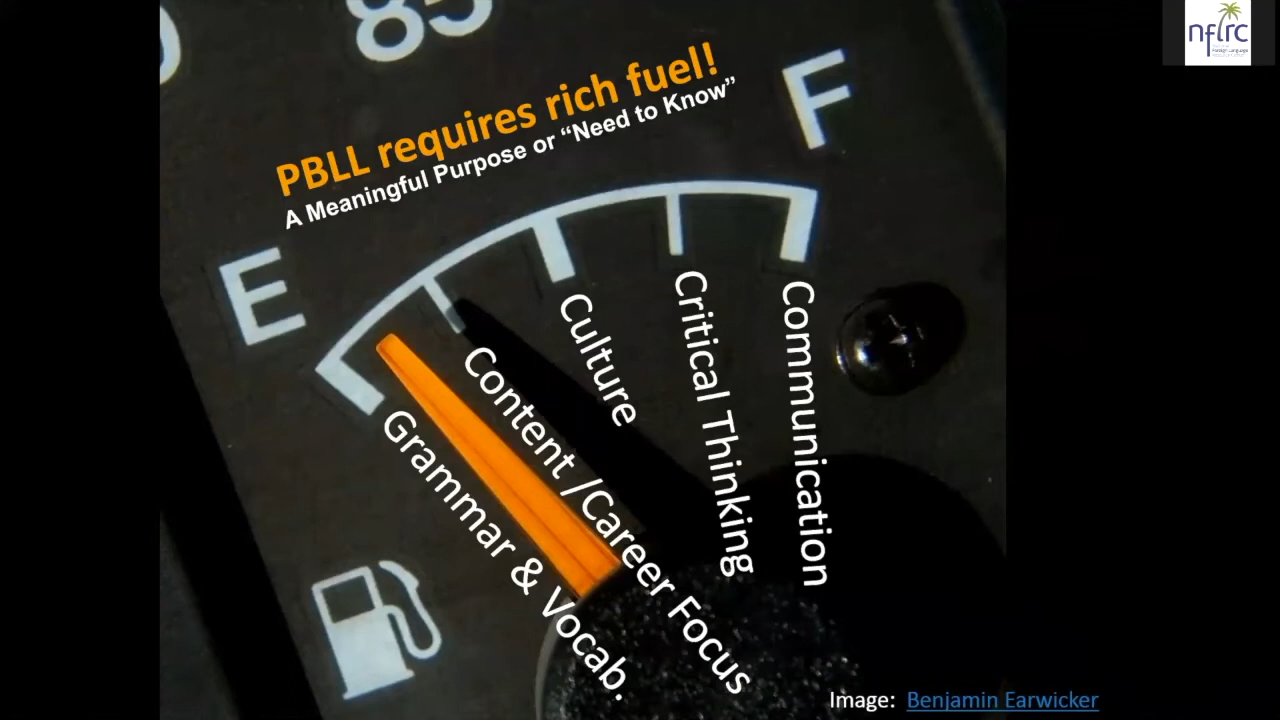 85
nflrc
PBLL requires rich fuel!
A Meaningful Purpose or “Need to Know”
F
E
Grammar & Vocab.
Content /Career Focus
Culture
Critical Thinking
Communication
Image: Benjamin Earwicker